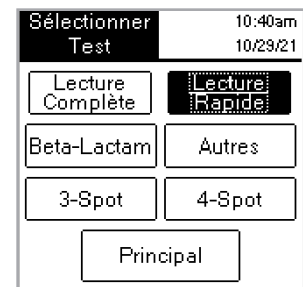 Sélectionner 10:40am
Test 10/29/21
Lecture Lecture
Complète Rapide
Beta-Lactam Autres
3-Spot 4-Spot
Principal